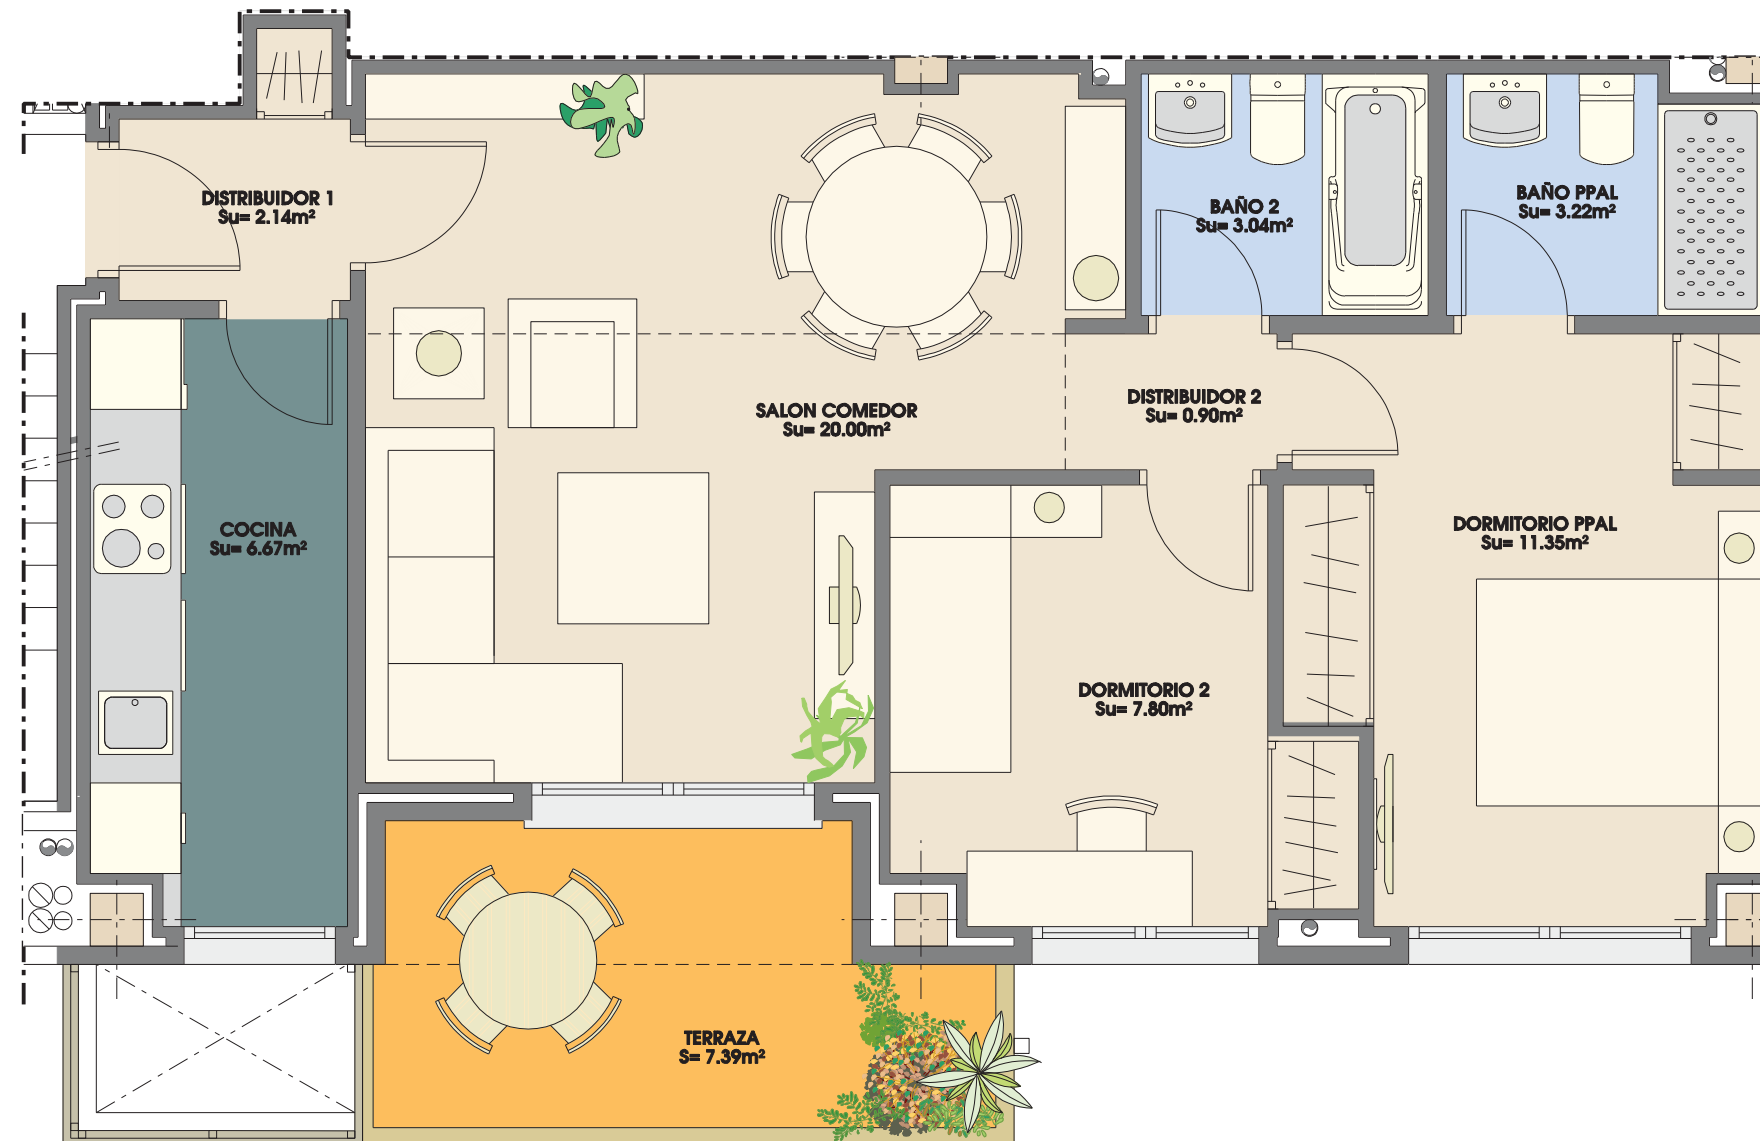 DISTRIBUIDOR 1
Su= 2.14m²
BAÑO 2
Su= 3.04m²
BAÑO PPAL
Su= 3.22m²
SALON COMEDOR
Su= 20.00m²
DISTRIBUIDOR 2
Su= 0.90m²
COCINA
Su= 6.67m²
DORMITORIO PPAL
Su= 11.35m²
DORMITORIO 2
Su= 7.80m²
TERRAZA
S= 7.39m²